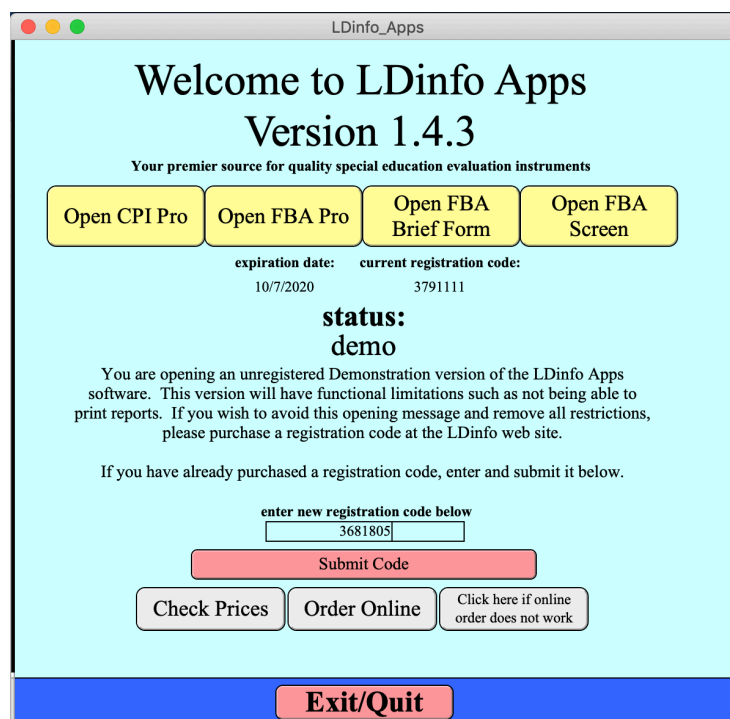 LDinfo_Apps
Welcome to LDinfo Apps
Version 1.4.3
Your premier source for quality special education evaluation instruments
Open CPI Pro
Open FBA Pro
Open FBA
Brief Form
Open FBA
Screen
expiration date:
current registration code:
10/7/2020
3791111
status:
demo
You are opening an unregistered Demonstration version of the LDinfo Apps
software. This version will have functional limitations such as not being able to
print reports. If you wish to avoid this opening message and remove all restrictions,
please purchase a registration code at the LDinfo web site.
If you have already purchased a registration code, enter and submit it below.
enter new registration code below
3681805
Submit Code
Check Prices
Order Online
Click here if online
order does not work
Exit/Quit